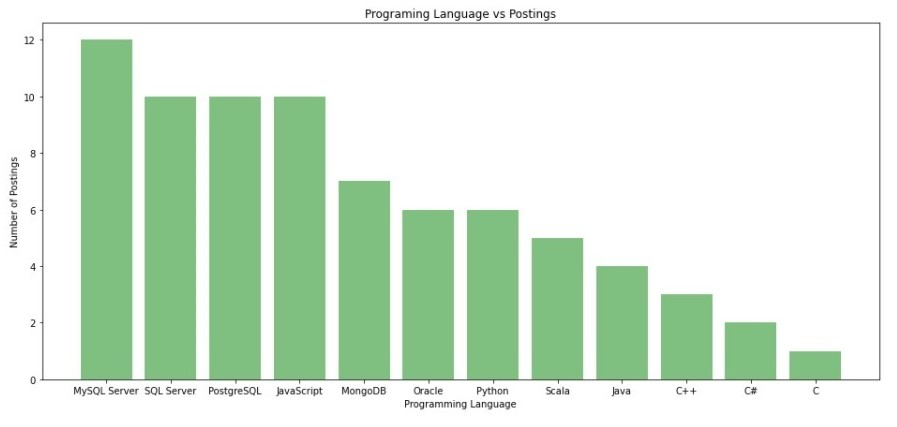 Programing Language vs Postings
12
10
8
6
4
2
0
Number of Postings
MySQL Server SQL Server PostgreSQL JavaScript MongoDB Oracle Python Scala Java C++ C# C
Programming Language